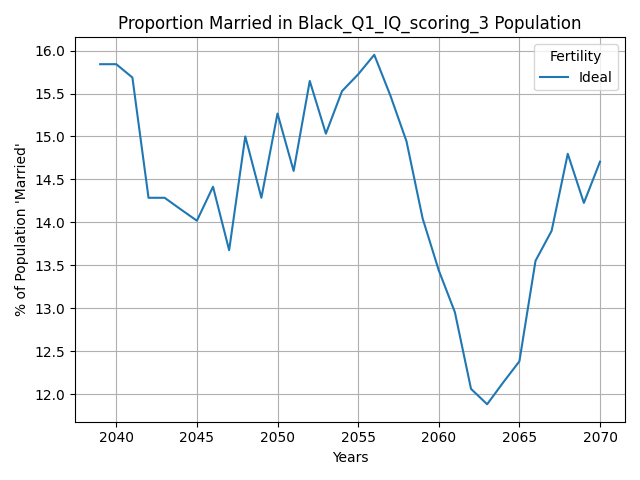 Proportion Married in Black_Q1_IQ_scoring_3 Population
% of Population 'Married'
16.0
15.5
15.0
14.5
14.0
13.5
13.0
12.5
12.0
Fertility
Ideal
2040 2045 2050 2055 2060 2065 2070
Years